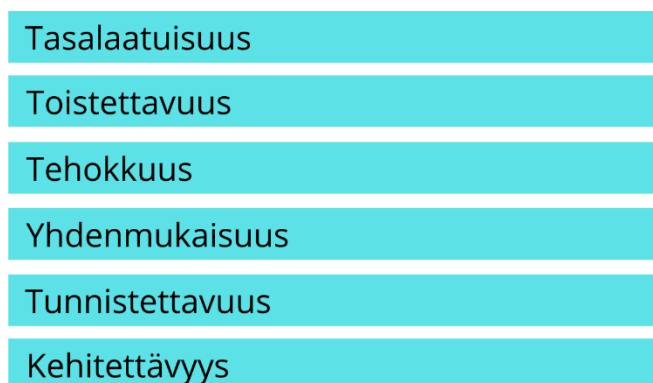 Tasalaatuisuus
Toistettavuus
Tehokkuus
Yhdenmukaisuus
Tunnistettavuus
Kehitettävyys